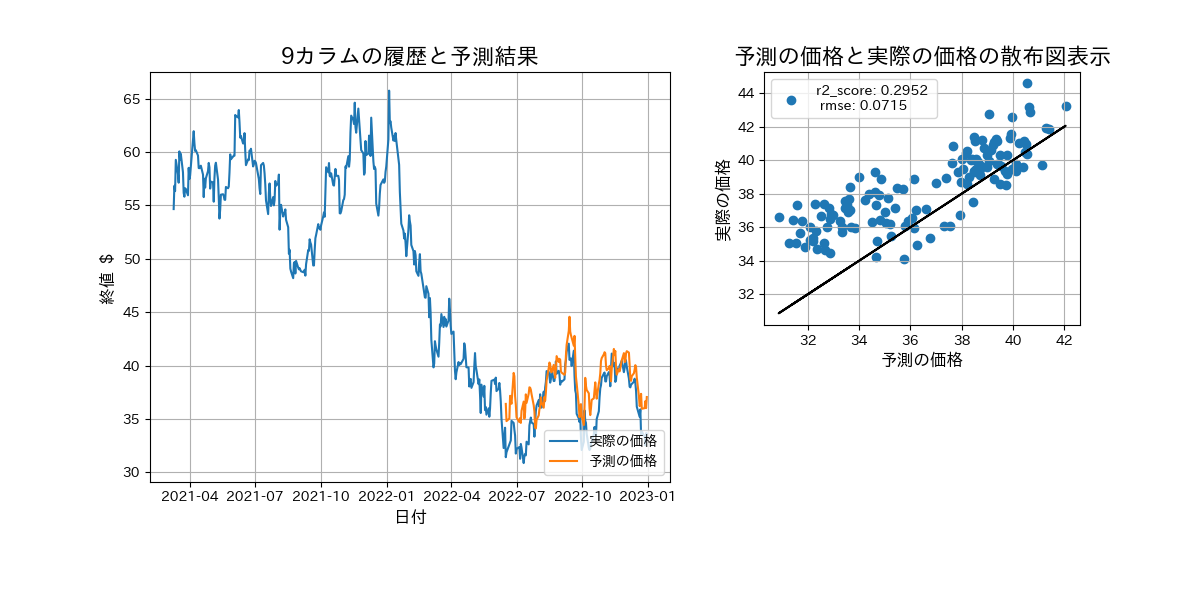 9カラムの履歴と予測結果
65
60
55
50
45
40
35
30
終値 $
2021-04 2021-07 2021-10 2022-01 2022-04 2022-07 2022-10 2023-01
日付
実際の価格
予測の価格
予測の価格と実際の価格の散布図表示
r2_score: 0.2952
rmse: 0.0715
44
42
40
38
36
34
32
実際の価格
32 34 36 38 40 42
予測の価格